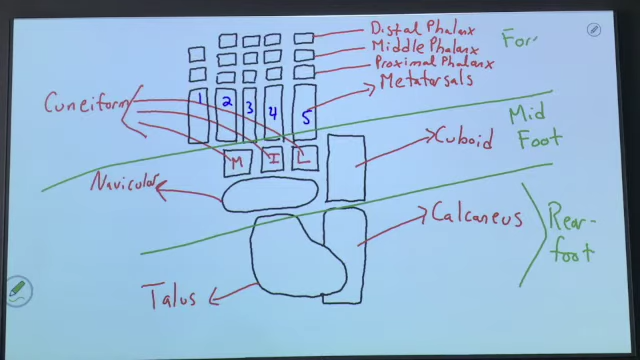 Distal Phalanx
Middle Phalanx
Proximal Phalanx
Metatarsals
For
Cuneiform
1 2 3 4 5
Mid
Foot
M I L
Cuboid
Navicular
Calcaneus
Rear-
foot
Talus